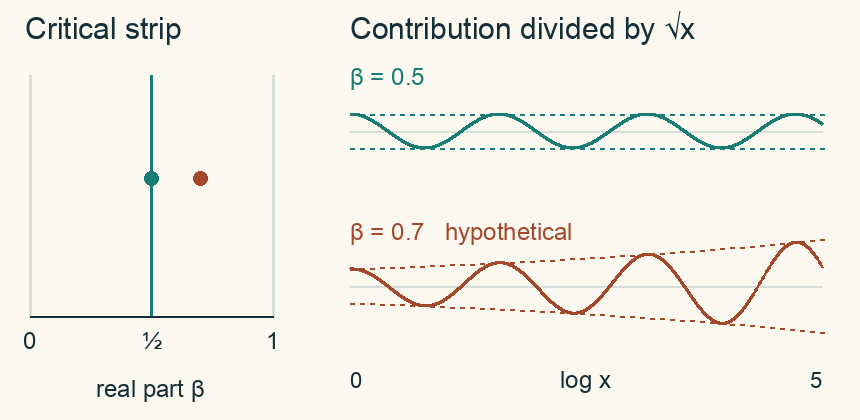 Critical strip
0 ½ 1
real part β
Contribution divided by √x
β = 0.5
β = 0.7 hypothetical
0 log x 5